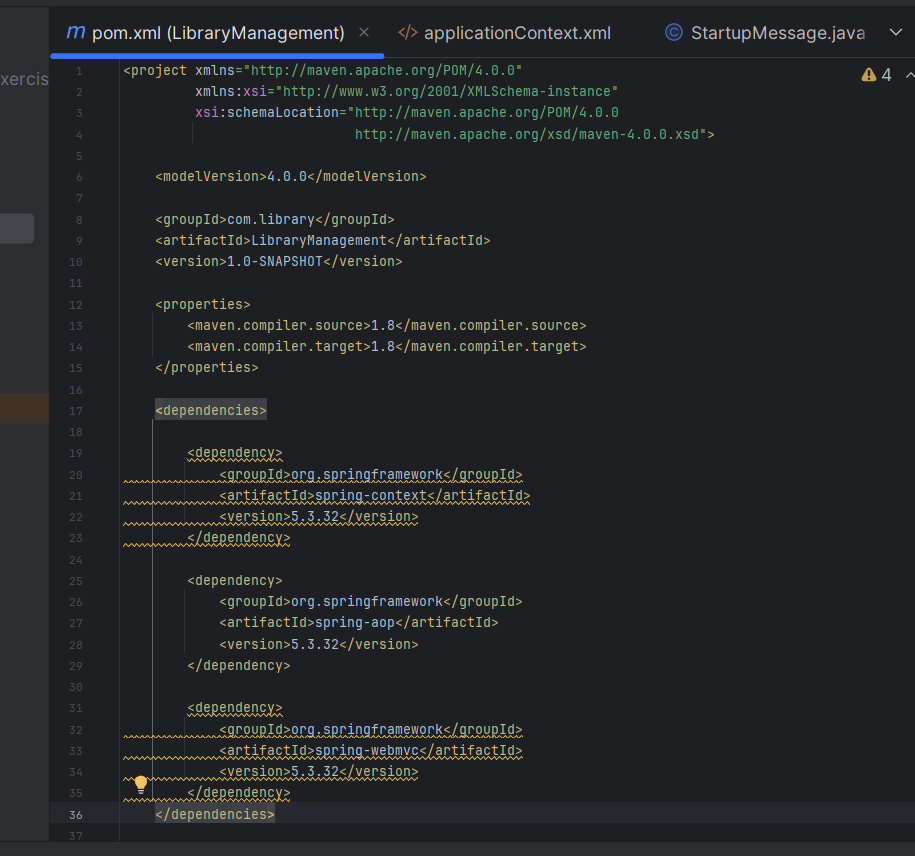 xercis
m pom.xml (LibraryManagement) × </> applicationContext.xml © StartupMessage.java
4
1 <project xmlns="http://maven.apache.org/POM/4.0.0"
2 xmlns:xsi="http://www.w3.org/2001/XMLSchema-instance"
3 xsi:schemaLocation="http://maven.apache.org/POM/4.0.0
4 http://maven.apache.org/xsd/maven-4.0.0.xsd">
5
6 <modelVersion>4.0.0</modelVersion>
7
8 <groupId>com.library</groupId>
9 <artifactId>LibraryManagement</artifactId>
10 <version>1.0-SNAPSHOT</version>
11
12 <properties>
13 <maven.compiler.source>1.8</maven.compiler.source>
14 <maven.compiler.target>1.8</maven.compiler.target>
15 </properties>
16
17 <dependencies>
18
19 <dependency>
20 <groupId>org.springframework</groupId>
21 <artifactId>spring-context</artifactId>
22 <version>5.3.32</version>
23 </dependency>
24
25 <dependency>
26 <groupId>org.springframework</groupId>
27 <artifactId>spring-aop</artifactId>
28 <version>5.3.32</version>
29 </dependency>
30
31 <dependency>
32 <groupId>org.springframework</groupId>
33 <artifactId>spring-webmvc</artifactId>
34 <version>5.3.32</version>
35 </dependency>
36 </dependencies>
37